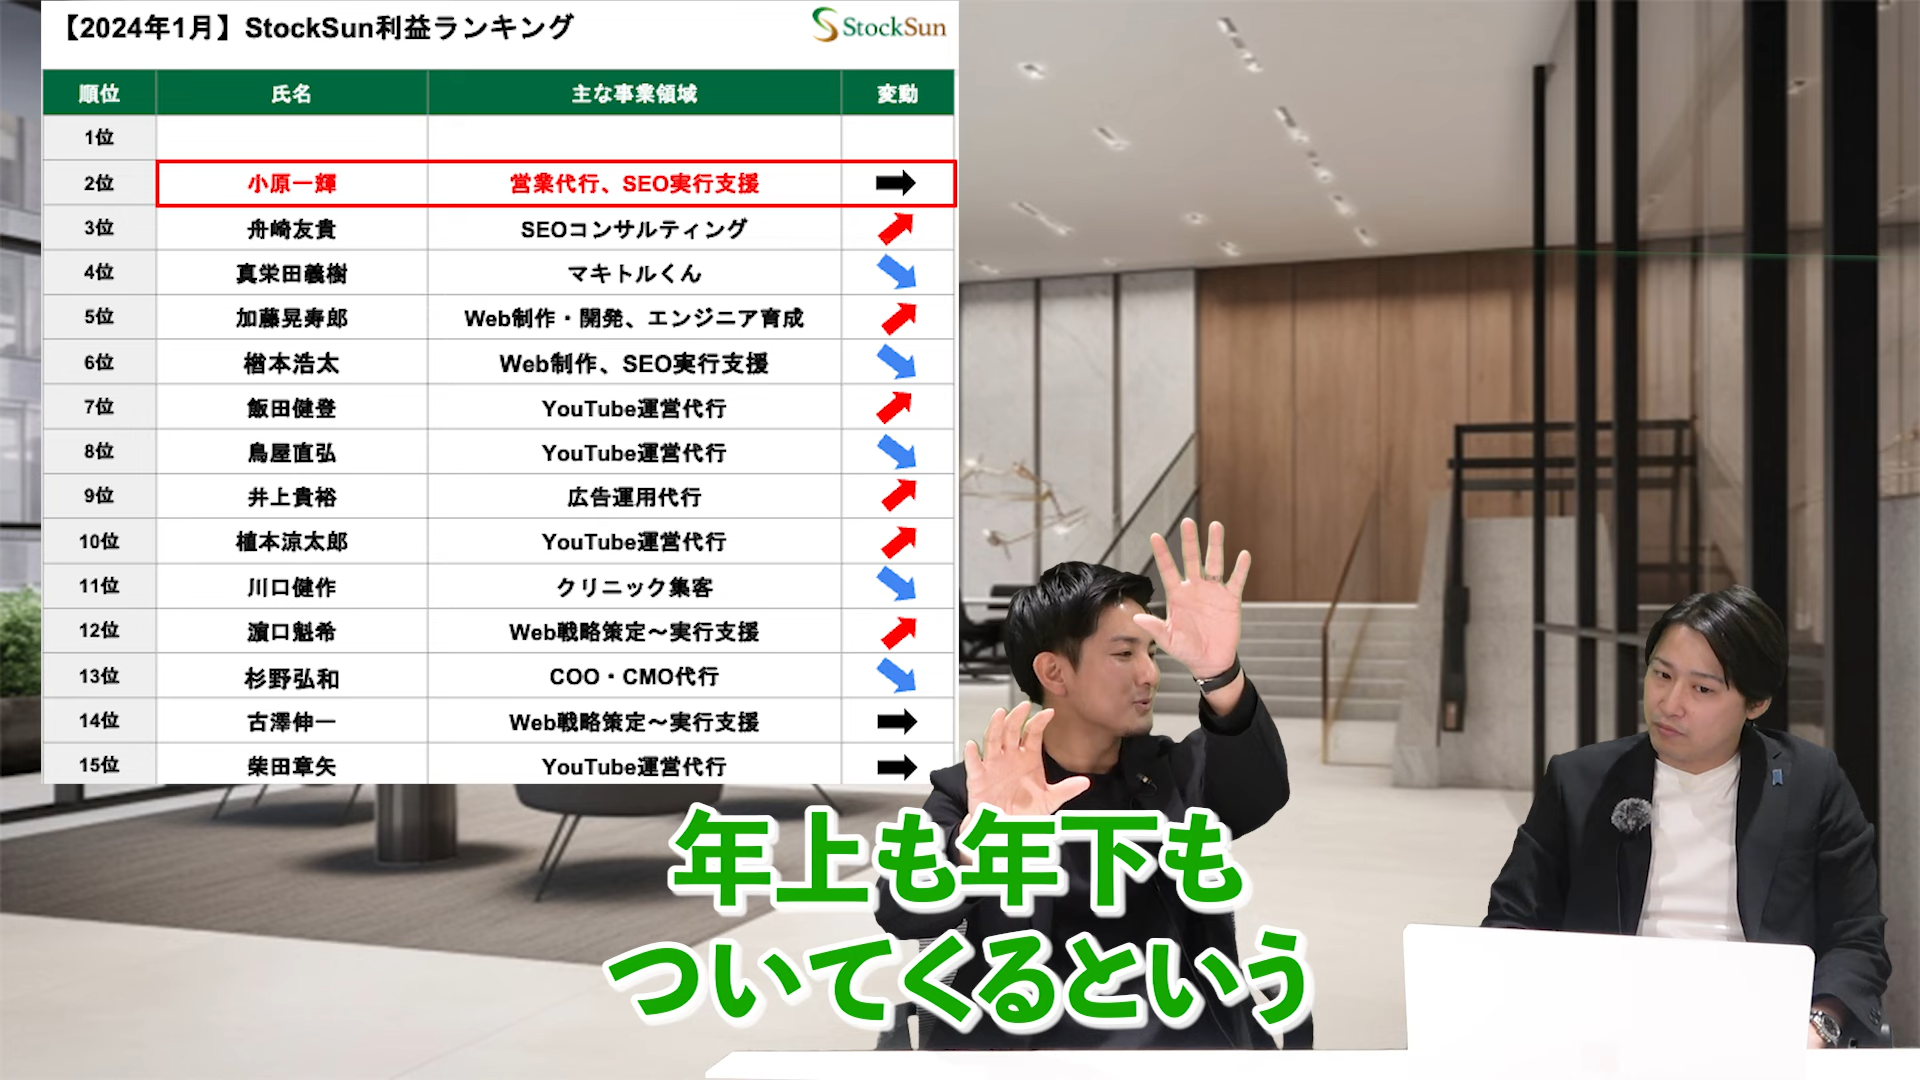 【2024年1月】StockSun利益ランキング
StockSun
順位 氏名 主な事業領域 変動
1位
2位 小原一輝 営業代行、SEO実行支援
3位 舟崎友貴 SEOコンサルティング
4位 真栄田義樹 マキトルくん
5位 加藤晃寿郎 Web制作・開発、エンジニア育成
6位 楢本浩太 Web制作、SEO実行支援
7位 飯田健登 YouTube運営代行
8位 鳥屋直弘 YouTube運営代行
9位 井上貴裕 広告運用代行
10位 植本涼太郎 YouTube運営代行
11位 川口健作 クリニック集客
12位 濵口魁希 Web戦略策定〜実行支援
13位 杉野弘和 COO・CMO代行
14位 古澤伸一 Web戦略策定〜実行支援
15位 柴田章矢 YouTube運営代行
年上も年下も
ついてくるという